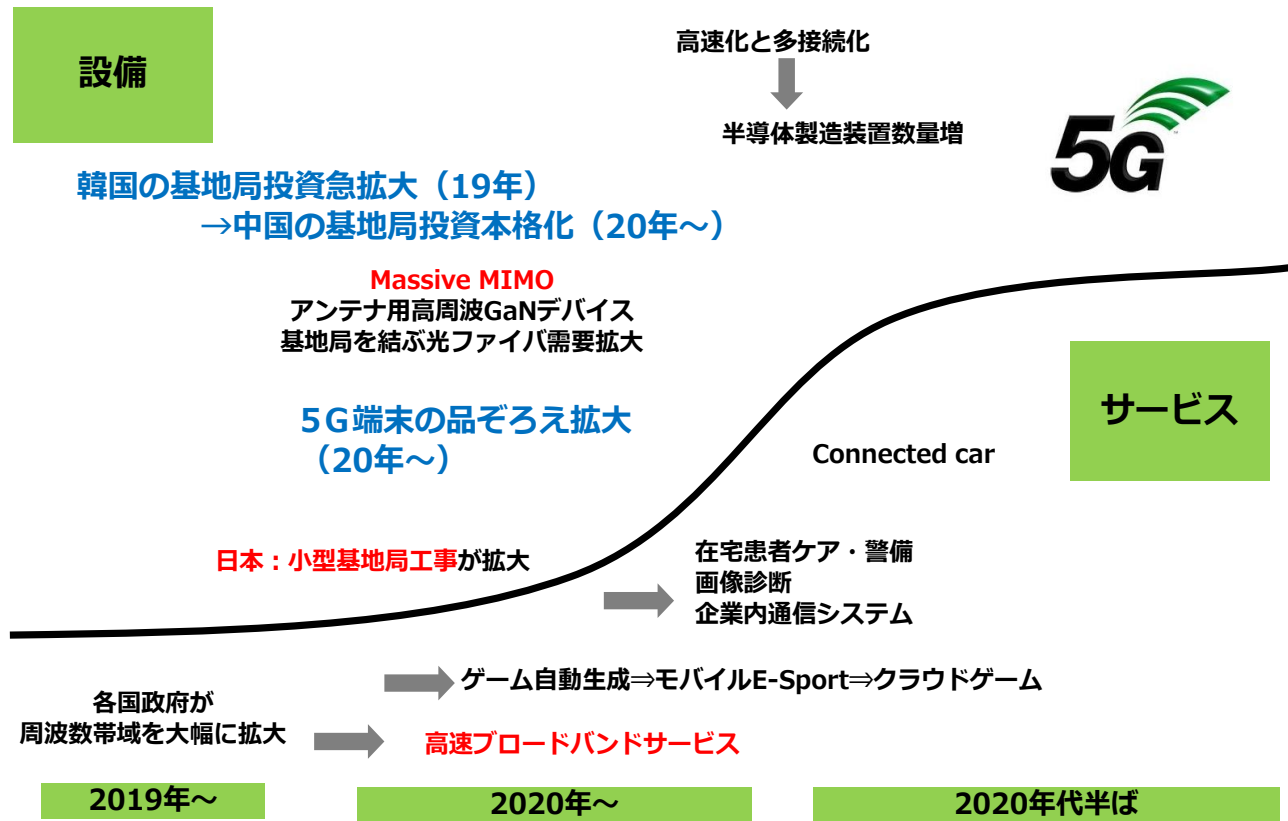 設備
高速化と多接続化
半導体製造装置数量増
5G
韓国の基地局投資急拡大（19年）
→中国の基地局投資本格化（20年～）
Massive MIMO
アンテナ用高周波GaNデバイス
基地局を結ぶ光ファイバ需要拡大
サービス
5Ｇ端末の品ぞろえ拡大
（20年～）
Connected car
日本：小型基地局工事が拡大
在宅患者ケア・警備
画像診断
企業内通信システム
ゲーム自動生成⇒モバイルE-Sport⇒クラウドゲーム
各国政府が
周波数帯域を大幅に拡大
高速ブロードバンドサービス
2019年～
2020年～
2020年代半ば